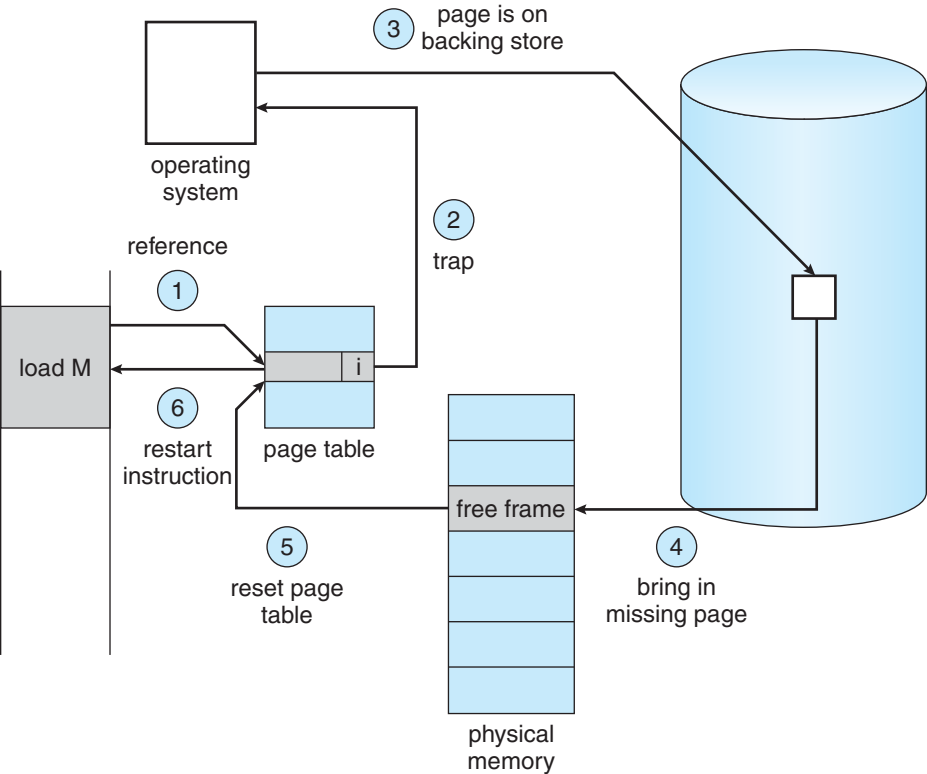 3
page is on
backing store
operating
system
2
trap
reference
1
load M
i
6
restart
instruction
page table
free frame
5
reset page
table
4
bring in
missing page
physical
memory